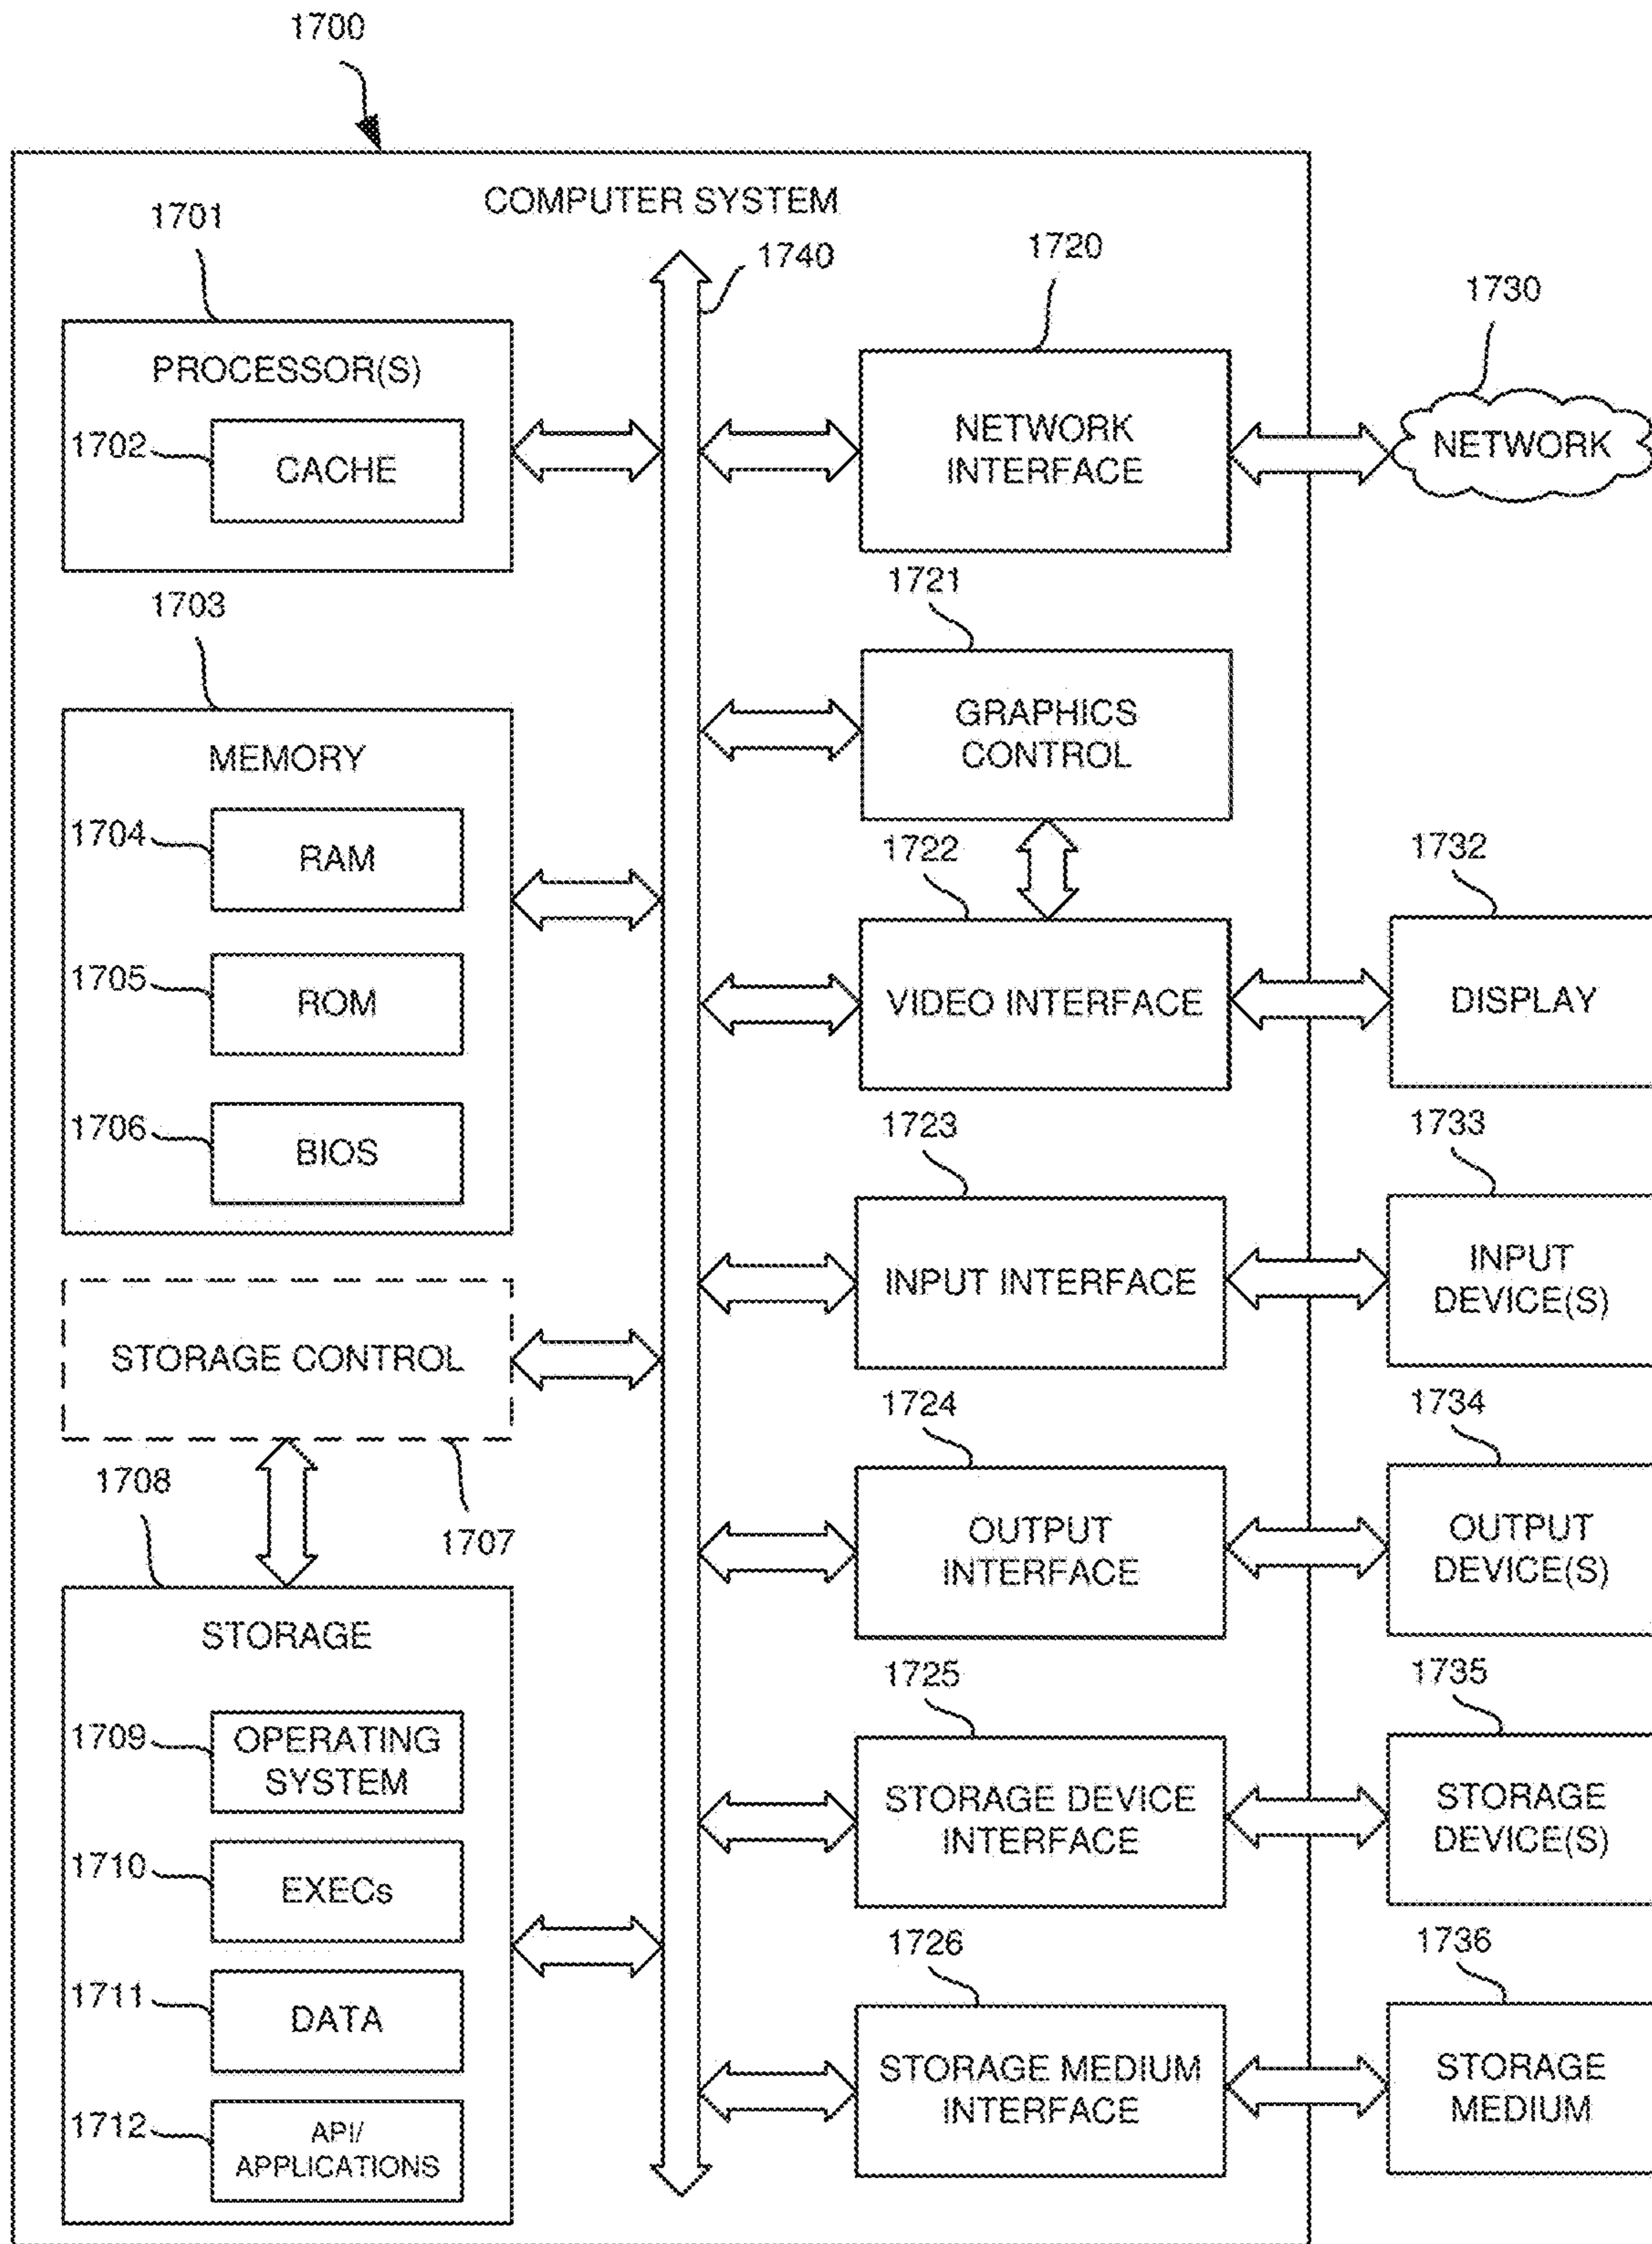 1700
COMPUTER SYSTEM
1740
1701
PROCESSOR(S)
1702
CACHE
1703
MEMORY
1704
RAM
1705
ROM
1706
BIOS
STORAGE CONTROL
1707
1708
STORAGE
1709
OPERATING
SYSTEM
1710
EXECs
1711
DATA
1712
API/
APPLICATIONS
1720
NETWORK
INTERFACE
1730
NETWORK
1721
GRAPHICS
CONTROL
1722
VIDEO INTERFACE
1732
DISPLAY
1723
INPUT INTERFACE
1733
INPUT
DEVICE(S)
1724
OUTPUT
INTERFACE
1734
OUTPUT
DEVICE(S)
1725
STORAGE DEVICE
INTERFACE
1735
STORAGE
DEVICE(S)
1726
STORAGE MEDIUM
INTERFACE
1736
STORAGE
MEDIUM